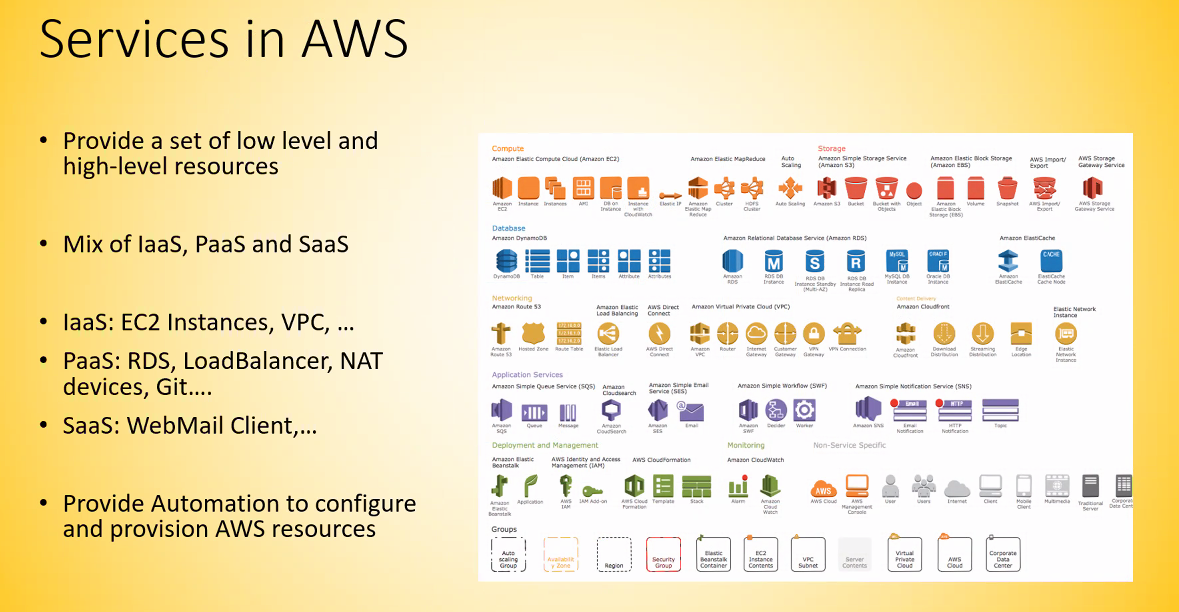 Services in AWS
• Provide a set of low level and
high-level resources
• Mix of IaaS, PaaS and SaaS
• IaaS: EC2 Instances, VPC, …
• PaaS: RDS, LoadBalancer, NAT
devices, Git….
• SaaS: WebMail Client,…
• Provide Automation to configure
and provision AWS resources
Compute
Storage
Amazon Elastic Compute Cloud (Amazon EC2)
Amazon Elastic MapReduce
Auto
Scaling
Amazon Simple Storage Service
(Amazon S3)
Amazon Elastic Block Storage
(Amazon EBS)
AWS Import/
Export
AWS Storage
Gateway Service
Amazon
EC2
Instance
Instances
AMI
DB on
Instance
Instance
with
CloudWatch
Elastic IP
Amazon
Elastic Map
Reduce
Cluster
HDFS
Cluster
Auto Scaling
Amazon S3
Bucket
Bucket with
Objects
Object
Amazon
Elastic Block
Storage (EBS)
Volume
Snapshot
AWS Import/
Export
AWS Storage
Gateway Service
Database
Amazon DynamoDB
Amazon Relational Database Service (Amazon RDS)
Amazon ElastiCache
DynamoDB
Table
Item
Items
Attribute
Attributes
Amazon
RDS
M
RDS DB
Instance
S
RDS DB
Instance Standby
(Multi-AZ)
R
RDS DB
Instance Read
Replica
MySQL
M
MySQL DB
Instance
ORACLE
M
Oracle DB
Instance
Amazon
ElastiCache
CACHE
ElastiCache
Cache Node
Networking
Amazon Route 53
Amazon Elastic
Load Balancing
AWS Direct
Connect
Amazon Virtual Private Cloud (VPC)
Content Delivery
Amazon Cloudfront
Elastic Network
Instance
Amazon
Route 53
Hosted Zone
Route Table
Elastic Load
Balancer
AWS Direct
Connect
Amazon
VPC
Router
Internet
Gateway
Customer
Gateway
VPN
Gateway
VPN Connection
Amazon
Cloudfront
Download
Distribution
Streaming
Distribution
Edge
Location
Elastic
Network
Instance
Application Services
Amazon Simple Queue Service (SQS)
Amazon
Cloudsearch
Amazon Simple Email
Service (SES)
Amazon Simple Workflow (SWF)
Amazon Simple Notification Service (SNS)
Amazon
SQS
Queue
Message
Amazon
CloudSearch
Amazon
SES
@
Email
Amazon
SWF
Decider
Worker
Amazon SNS
Email
Email
Notification
HTTP
HTTP
Notification
Topic
Deployment and Management
Monitoring
Non-Service Specific
Amazon Elastic
Beanstalk
AWS Identity and Access
Management (IAM)
AWS CloudFormation
Amazon CloudWatch
Amazon
Elastic
Beanstalk
Application
AWS
IAM
IAM Add-on
AWS Cloud
Formation
Template
Stack
Alarm
Amazon
Cloud
Watch
AWS
AWS Cloud
AWS
Management
Console
User
Users
Internet
Client
Mobile
Client
Multimedia
Traditional
Server
Corporat
Data Cent
Groups
Auto
scaling
Group
Availabilit
y Zone
Region
Security
Group
Elastic
Beanstalk
Container
EC2
Instance
Contents
VPC
Subnet
Server
Contents
Virtual
Private
Cloud
AWS
Cloud
Corporate
Data
Center